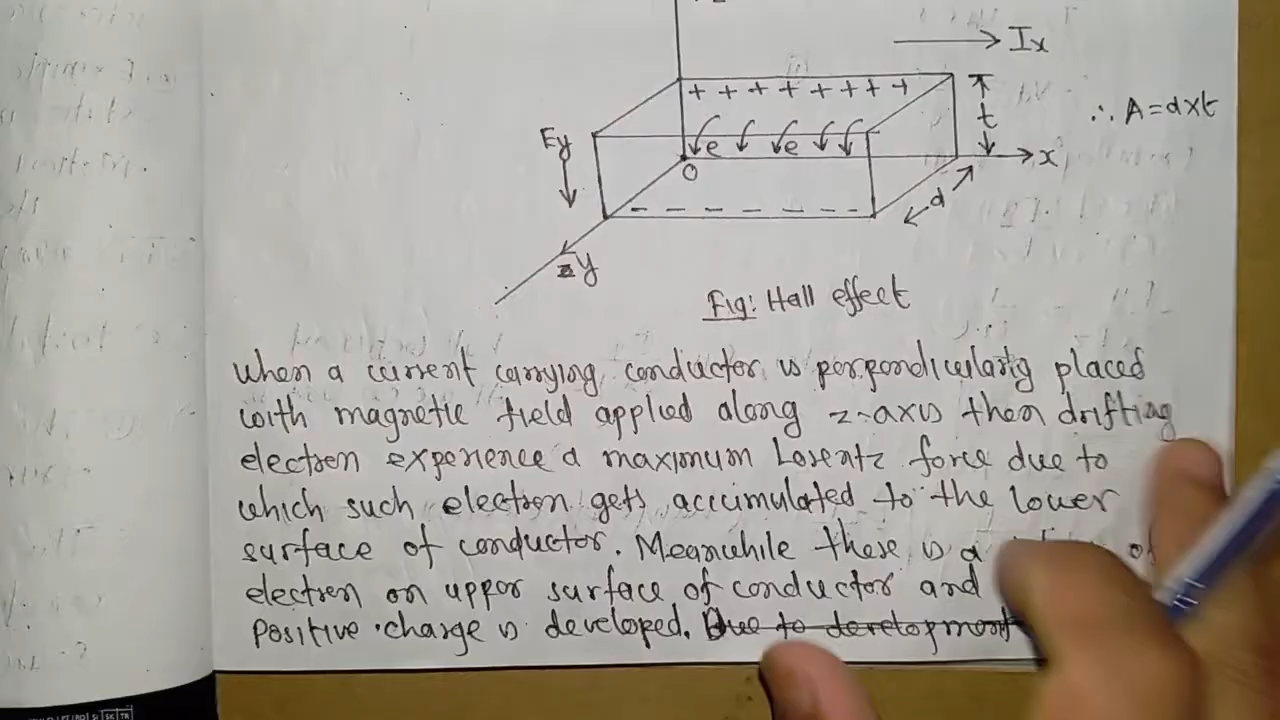 Ix
+ + + + + + + +
t
∴ A = d×t
Ey
e e
x
O
d
y
- - - - - - -
Fig: Hall effect
When a current carrying conductor is perpendicularly placed
with magnetic field applied along z-axis then drifting
electron experience a maximum Lorentz force due to
which such electron gets accumulated to the lower
surface of conductor. Meanwhile there is a of
electron on upper surface of conductor and
positive charge is developed. Due to development